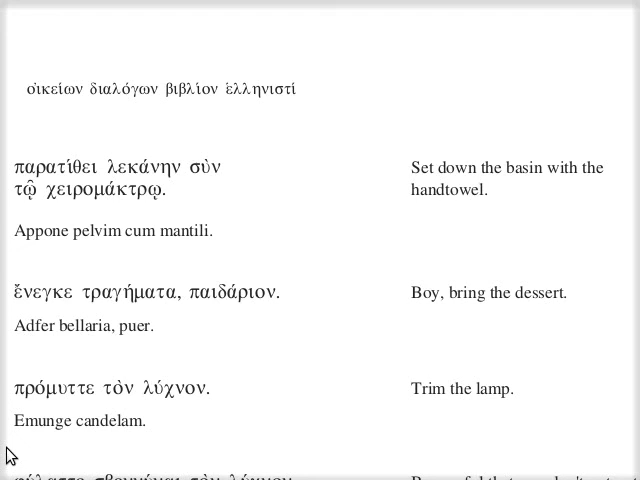 οἰκείων διαλόγων βιβλίον ἑλληνιστί
παρατίθει λεκάνην σὺν
τῷ χειρομάκτρῳ.
Set down the basin with the
handtowel.
Appone pelvim cum mantili.
ἔνεγκε τραγήματα, παιδάριον.
Boy, bring the dessert.
Adfer bellaria, puer.
πρόμυττε τὸν λύχνον.
Trim the lamp.
Emunge candelam.